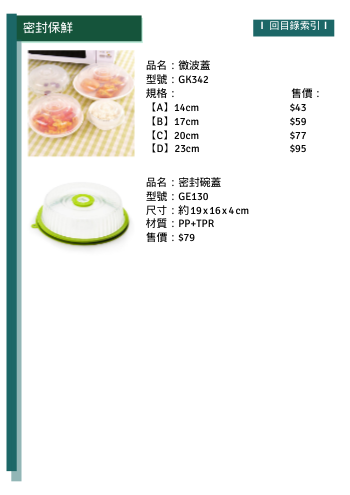 密封保鮮
回目錄索引
品名：微波蓋
型號：GK342
規格： 售價：
【A】14cm $43
【B】17cm $59
【C】20cm $77
【D】23cm $95
品名：密封碗蓋
型號：GE130
尺寸：約19x16x4cm
材質：PP+TPR
售價：$79